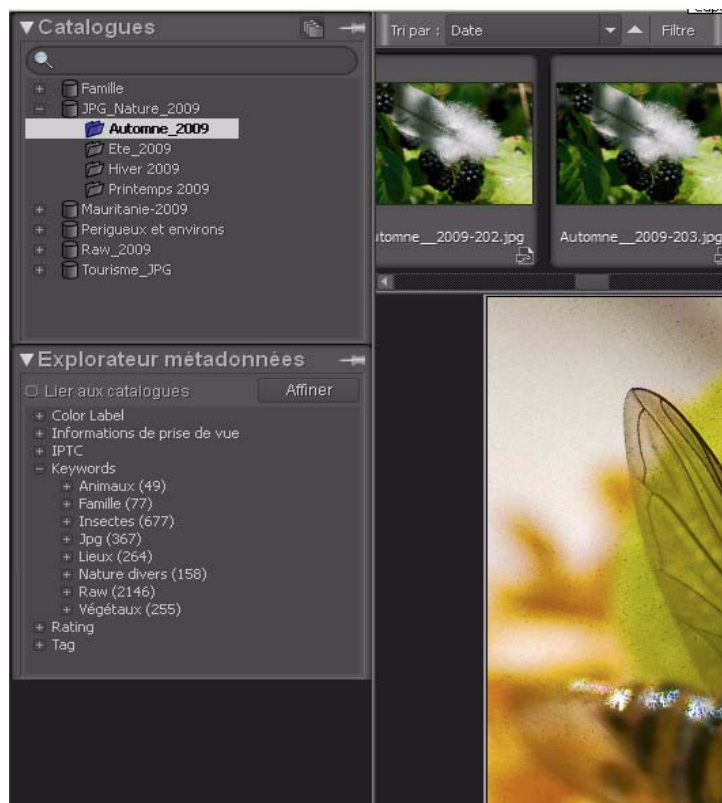 Catalogues
Tri par : Date
Filtre
Famille
JPG_Nature_2009
Automne_2009
Ete_2009
Hiver 2009
Printemps 2009
Mauritanie-2009
Perigueux et environs
Raw_2009
Tourisme_JPG
tomne__2009-202.jpg
Automne__2009-203.jpg
Explorateur métadonnées
Lier aux catalogues
Affiner
Color Label
Informations de prise de vue
IPTC
Keywords
Animaux (49)
Famille (77)
Insectes (677)
Jpg (367)
Lieux (264)
Nature divers (158)
Raw (2146)
Végétaux (255)
Rating
Tag